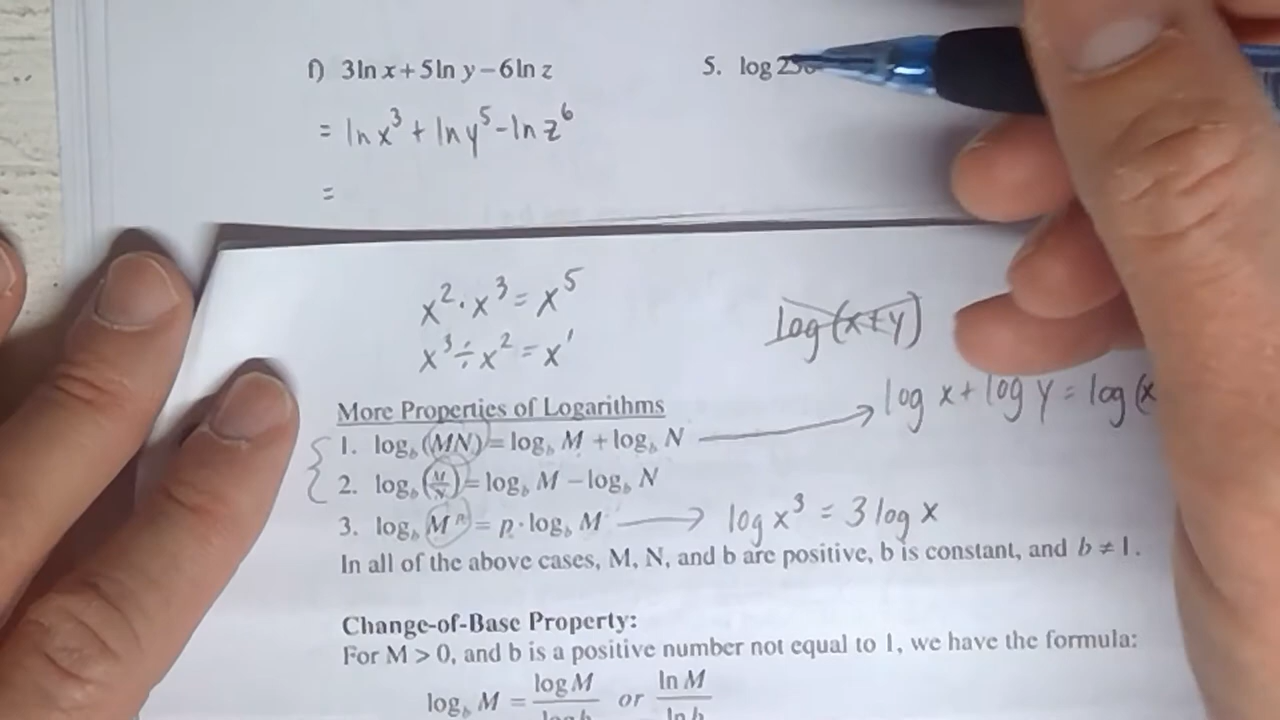 f) 3ln x + 5ln y − 6ln z
= ln x³ + ln y⁵ - ln z⁶
=
5. log
x² · x³ = x⁵
x³ ÷ x² = x¹
log (x+y)
log x + log y = log (x
More Properties of Logarithms
1. log_b (MN) = log_b M + log_b N
2. log_b (M/N) = log_b M − log_b N
3. log_b Mⁿ = n · log_b M
log x³ = 3 log x
In all of the above cases, M, N, and b are positive, b is constant, and b ≠ 1.
Change-of-Base Property:
For M > 0, and b is a positive number not equal to 1, we have the formula:
log_b M = log M / log b or ln M / ln b